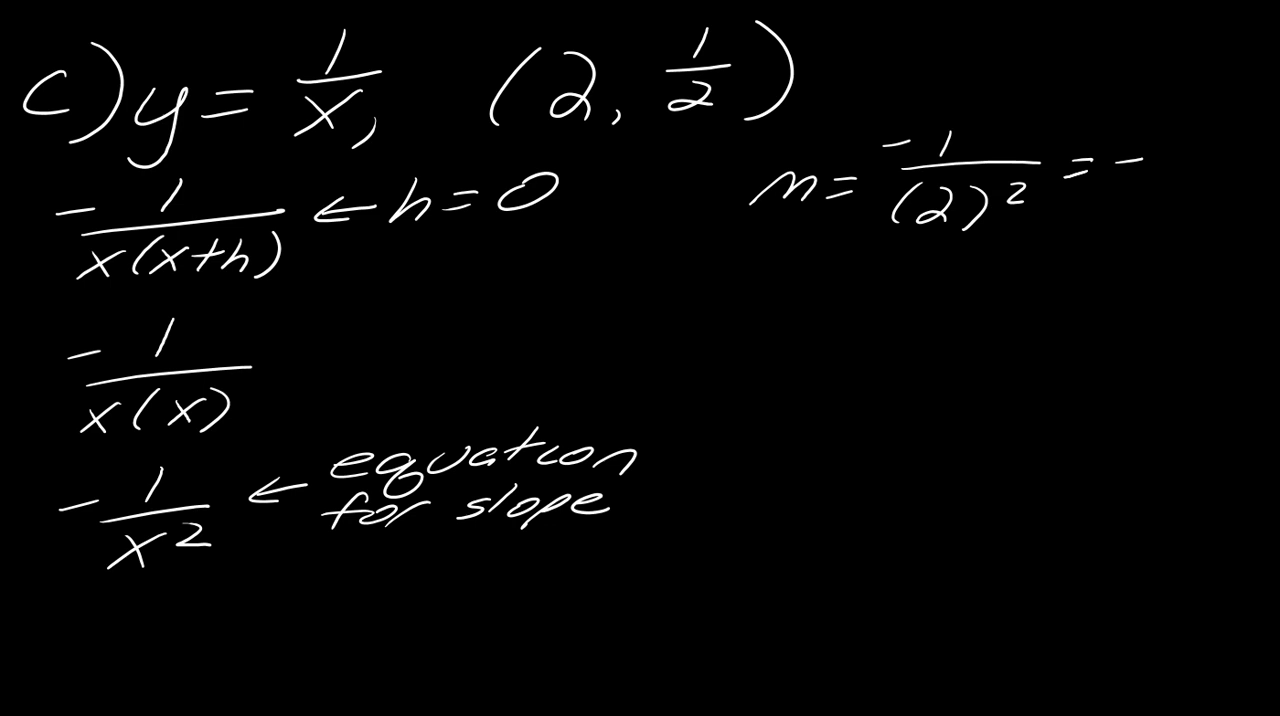 c) y = 1/x, (2, 1/2)
-1/(x(x+h)) ← h=0
-1/(x(x))
-1/x² ← equation
for slope
m = -1/(2)² = -